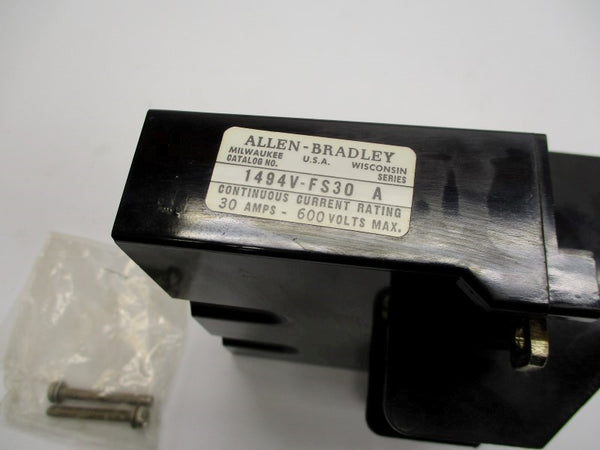 ALLEN-BRADLEY
MILWAUKEE U.S.A. WISCONSIN
CATALOG NO. SERIES
1494V-FS30 A
CONTINUOUS CURRENT RATING
30 AMPS - 600 VOLTS MAX.